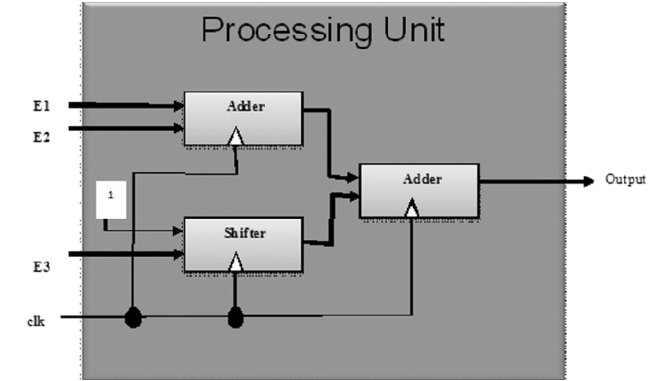 Processing Unit
E1
Adder
E2
Adder
Output
1
Shifter
E3
clk